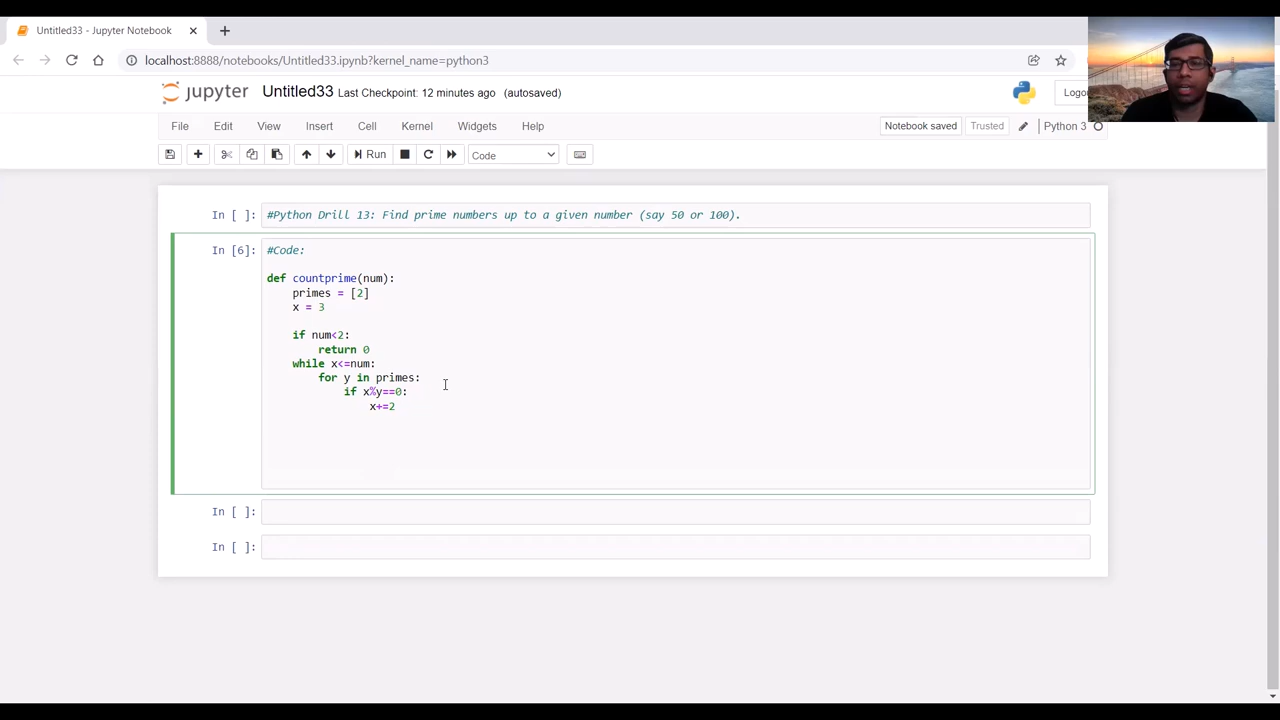 Untitled33 - Jupyter Notebook
localhost:8888/notebooks/Untitled33.ipynb?kernel_name=python3
jupyter Untitled33 Last Checkpoint: 12 minutes ago (autosaved)
Logo
File Edit View Insert Cell Kernel Widgets Help
Notebook saved Trusted Python 3
Run Code
In [ ]: #Python Drill 13: Find prime numbers up to a given number (say 50 or 100).
In [6]: #Code:
def countprime(num):
    primes = [2]
    x = 3
    if num<2:
        return 0
    while x<=num:
        for y in primes:
            if x%y==0:
                x+=2
In [ ]:
In [ ]: